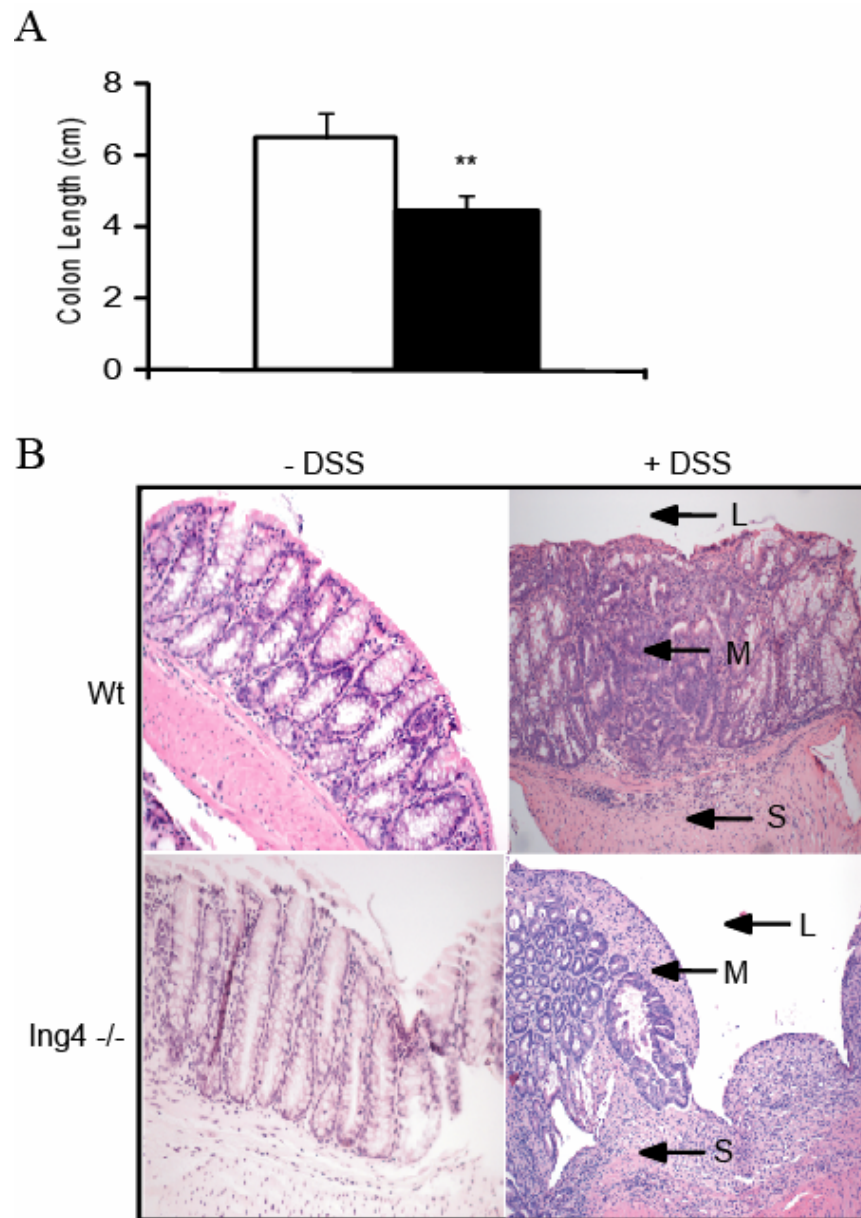 A
8
6
4
2
0
Colon Length (cm)
**
B
- DSS
+ DSS
Wt
L
M
S
Ing4 -/-
L
M
S